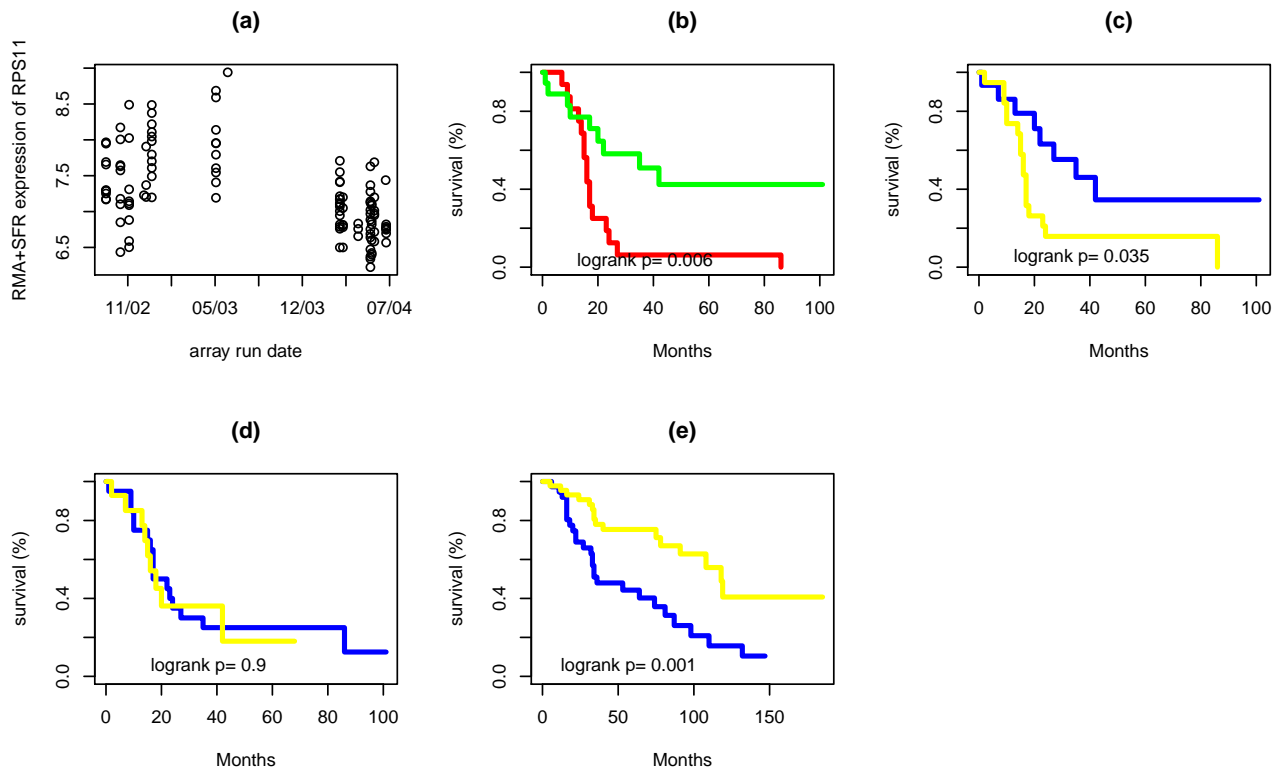 (a)
RMA+SFR expression of RPS11
8.5
7.5
6.5
11/02 05/03 12/03 07/04
array run date
(b)
survival (%)
0.8
0.4
0.0
logrank p= 0.006
0 20 40 60 80 100
Months
(c)
survival (%)
0.8
0.4
0.0
logrank p= 0.035
0 20 40 60 80 100
Months
(d)
survival (%)
0.8
0.4
0.0
logrank p= 0.9
0 20 40 60 80 100
Months
(e)
survival (%)
0.8
0.4
0.0
logrank p= 0.001
0 50 100 150
Months